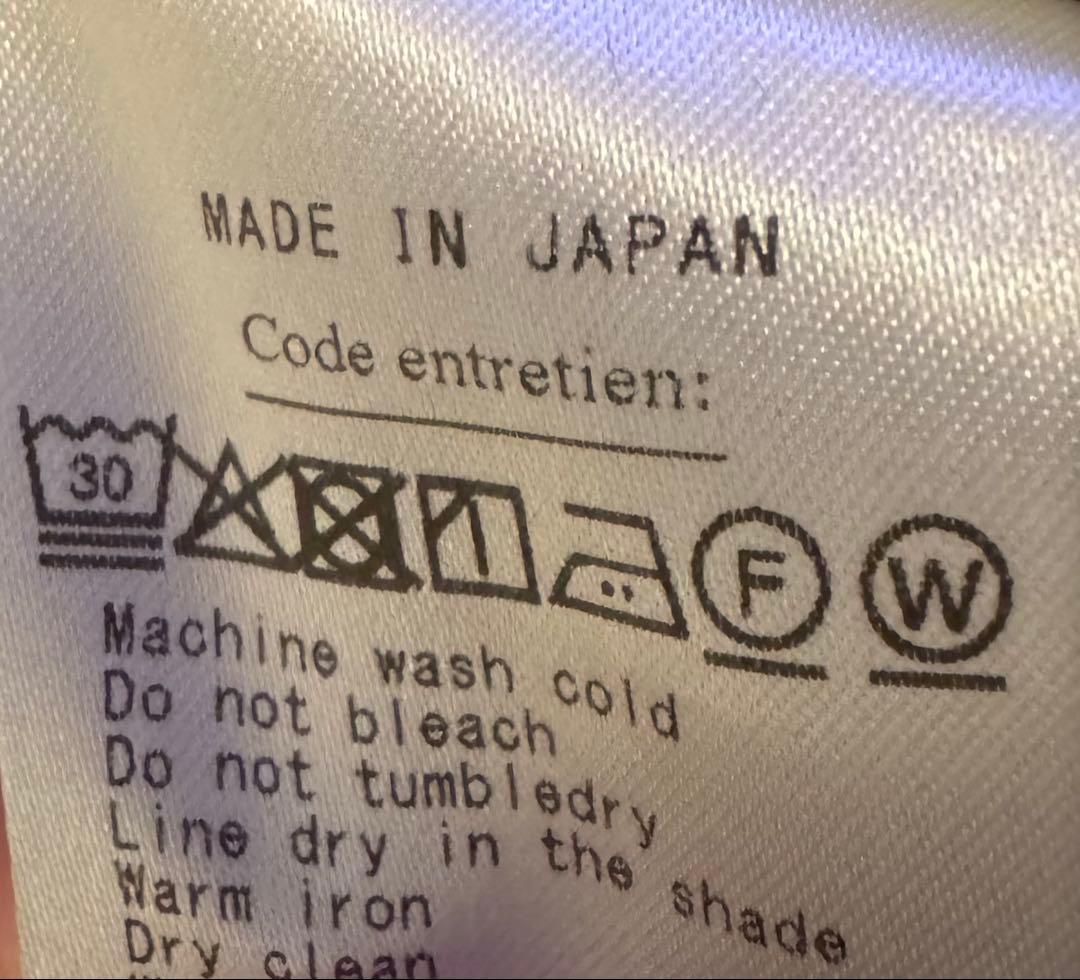 MADE IN JAPAN
Code entretien:
30 F W
Machine wash cold
Do not bleach
Do not tumbledry
Line dry in the shade
Warm iron
Dry clean